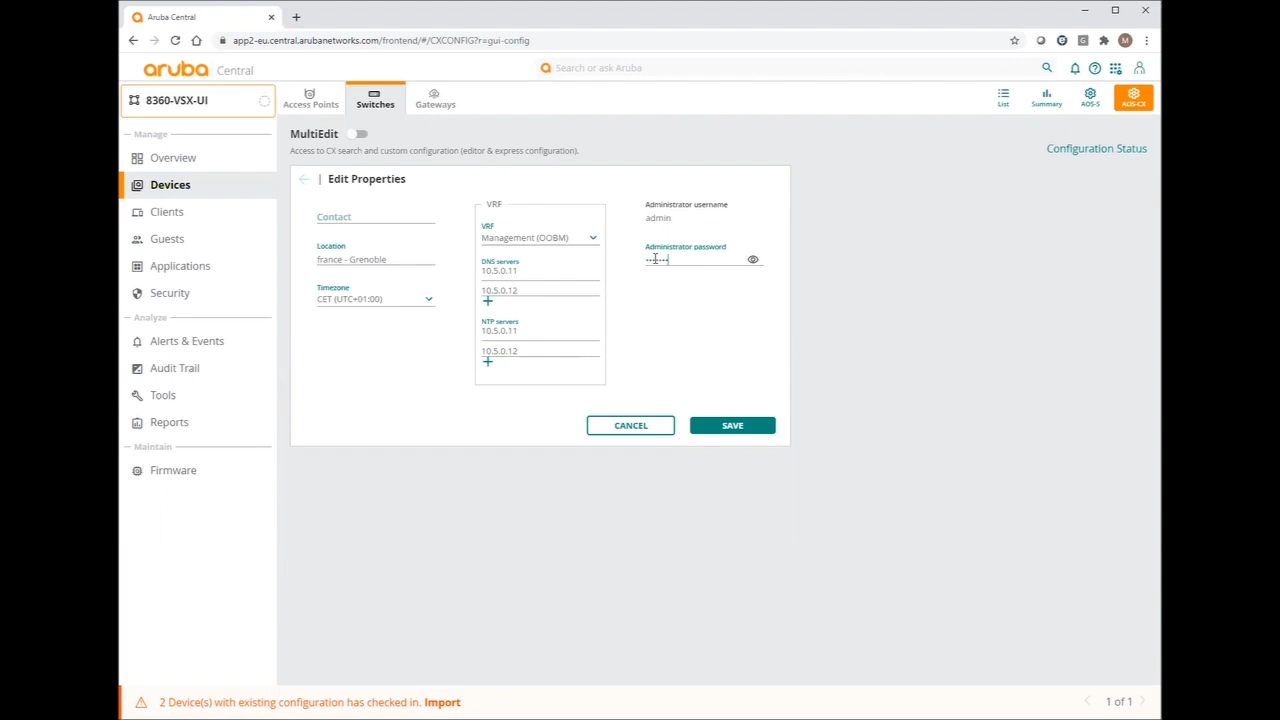 Aruba Central
app2-eu.central.arubanetworks.com/frontend/#/CXCONFIG?r=gui-config
M
aruba Central
Search or ask Aruba
8360-VSX-UI
Access Points
Switches
Gateways
List
Summary
AOS-S
AOS-CX
Manage
Overview
Devices
Clients
Guests
Applications
Security
Analyze
Alerts & Events
Audit Trail
Tools
Reports
Maintain
Firmware
MultiEdit
Access to CX search and custom configuration (editor & express configuration).
Configuration Status
Edit Properties
Contact
Location
france - Grenoble
Timezone
CET (UTC+01:00)
VRF
VRF
Management (OOBM)
DNS servers
10.5.0.11
10.5.0.12
NTP servers
10.5.0.11
10.5.0.12
Administrator username
admin
Administrator password
CANCEL
SAVE
2 Device(s) with existing configuration has checked in. Import
1 of 1